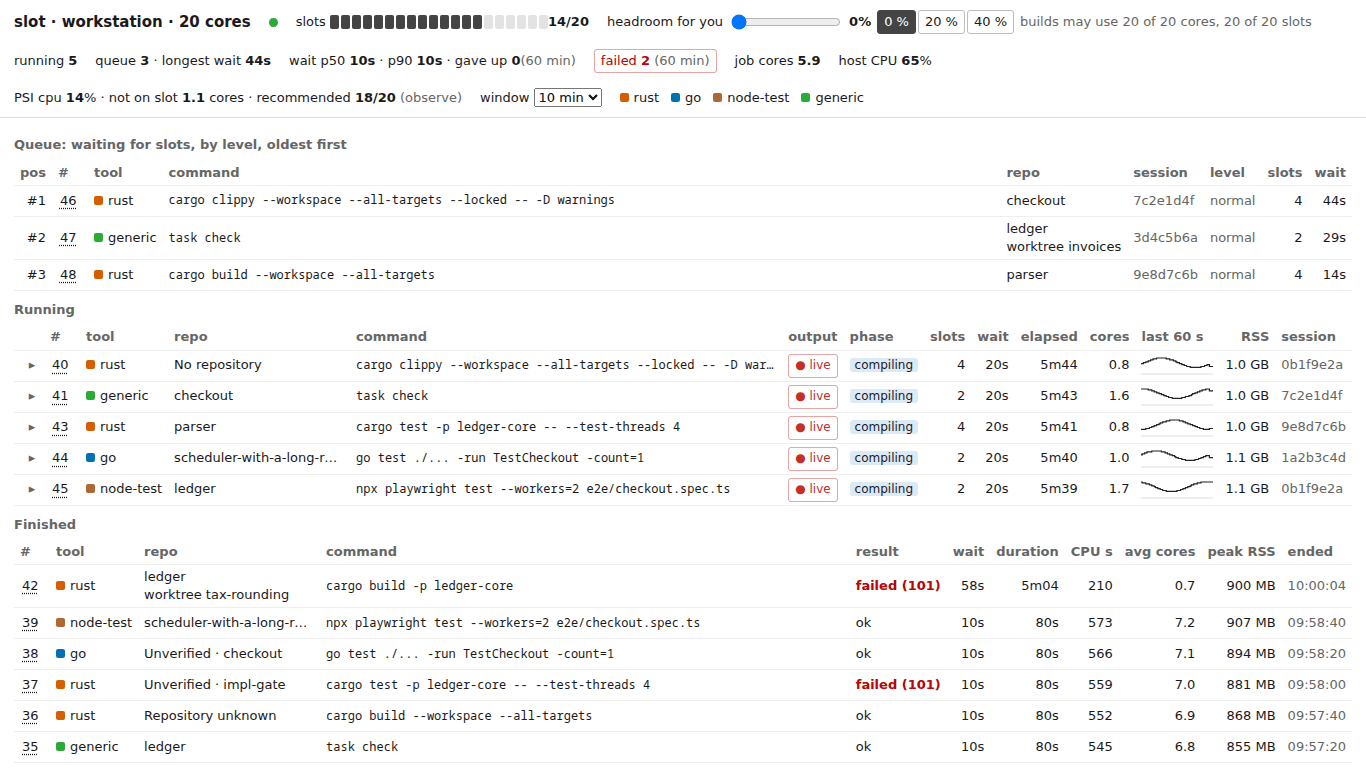 slot · workstation · 20 cores slots 14/20 headroom for you 0% 0 % 20 % 40 % builds may use 20 of 20 cores, 20 of 20 slots
running 5 queue 3 · longest wait 44s wait p50 10s · p90 10s · gave up 0(60 min) failed 2 (60 min) job cores 5.9 host CPU 65%
PSI cpu 14% · not on slot 1.1 cores · recommended 18/20 (observe) window 10 min rust go node-test generic
Queue: waiting for slots, by level, oldest first
pos # tool command repo session level slots wait
#1 46 rust cargo clippy --workspace --all-targets --locked -- -D warnings checkout 7c2e1d4f normal 4 44s
#2 47 generic task check ledger worktree invoices 3d4c5b6a normal 2 29s
#3 48 rust cargo build --workspace --all-targets parser 9e8d7c6b normal 4 14s
Running
# tool repo command output phase slots wait elapsed cores last 60 s RSS session
▸ 40 rust No repository cargo clippy --workspace --all-targets --locked -- -D war… ● live compiling 4 20s 5m44 0.8 1.0 GB 0b1f9e2a
▸ 41 generic checkout task check ● live compiling 2 20s 5m43 1.6 1.0 GB 7c2e1d4f
▸ 43 rust parser cargo test -p ledger-core -- --test-threads 4 ● live compiling 4 20s 5m41 0.8 1.0 GB 9e8d7c6b
▸ 44 go scheduler-with-a-long-r… go test ./... -run TestCheckout -count=1 ● live compiling 2 20s 5m40 1.0 1.1 GB 1a2b3c4d
▸ 45 node-test ledger npx playwright test --workers=2 e2e/checkout.spec.ts ● live compiling 2 20s 5m39 1.7 1.1 GB 0b1f9e2a
Finished
# tool repo command result wait duration CPU s avg cores peak RSS ended
42 rust ledger worktree tax-rounding cargo build -p ledger-core failed (101) 58s 5m04 210 0.7 900 MB 10:00:04
39 node-test scheduler-with-a-long-r… npx playwright test --workers=2 e2e/checkout.spec.ts ok 10s 80s 573 7.2 907 MB 09:58:40
38 go Unverified · checkout go test ./... -run TestCheckout -count=1 ok 10s 80s 566 7.1 894 MB 09:58:20
37 rust Unverified · impl-gate cargo test -p ledger-core -- --test-threads 4 failed (101) 10s 80s 559 7.0 881 MB 09:58:00
36 rust Repository unknown cargo build --workspace --all-targets ok 10s 80s 552 6.9 868 MB 09:57:40
35 generic ledger task check ok 10s 80s 545 6.8 855 MB 09:57:20